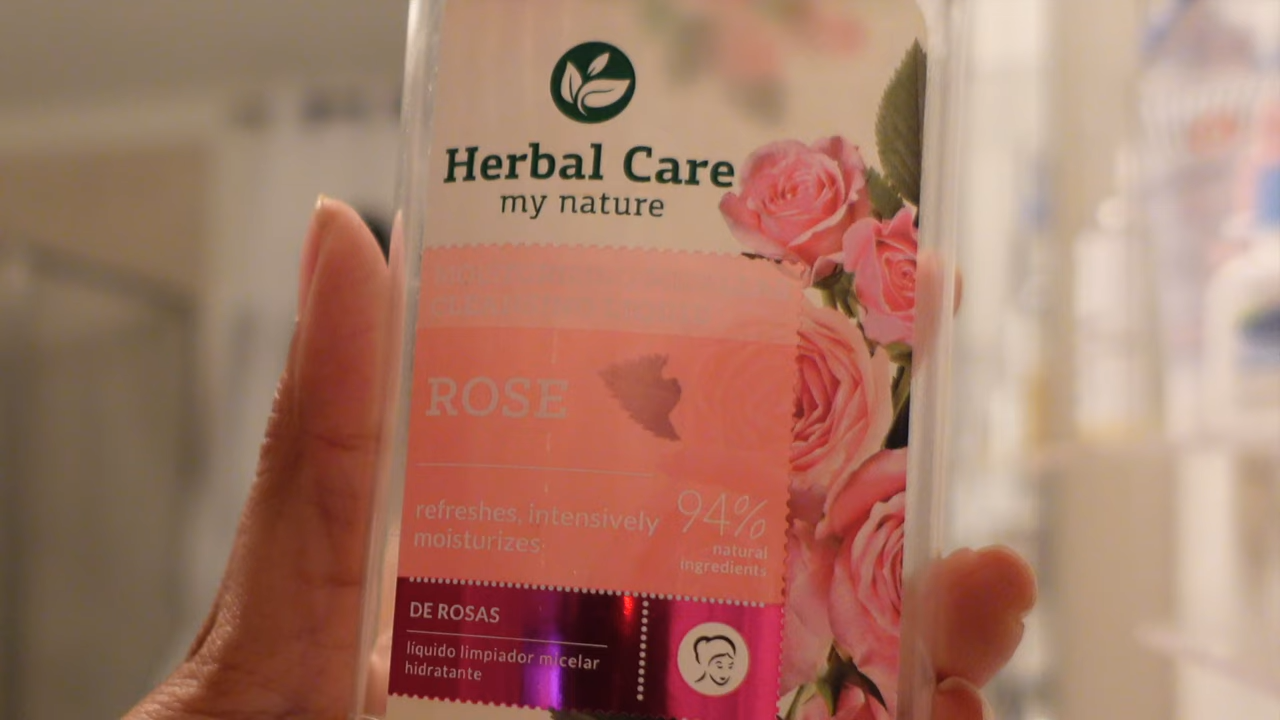 Herbal Care
my nature
ROSE
refreshes, intensively
moisturizes
94%
natural
ingredients
DE ROSAS
líquido limpiador micelar
hidratante